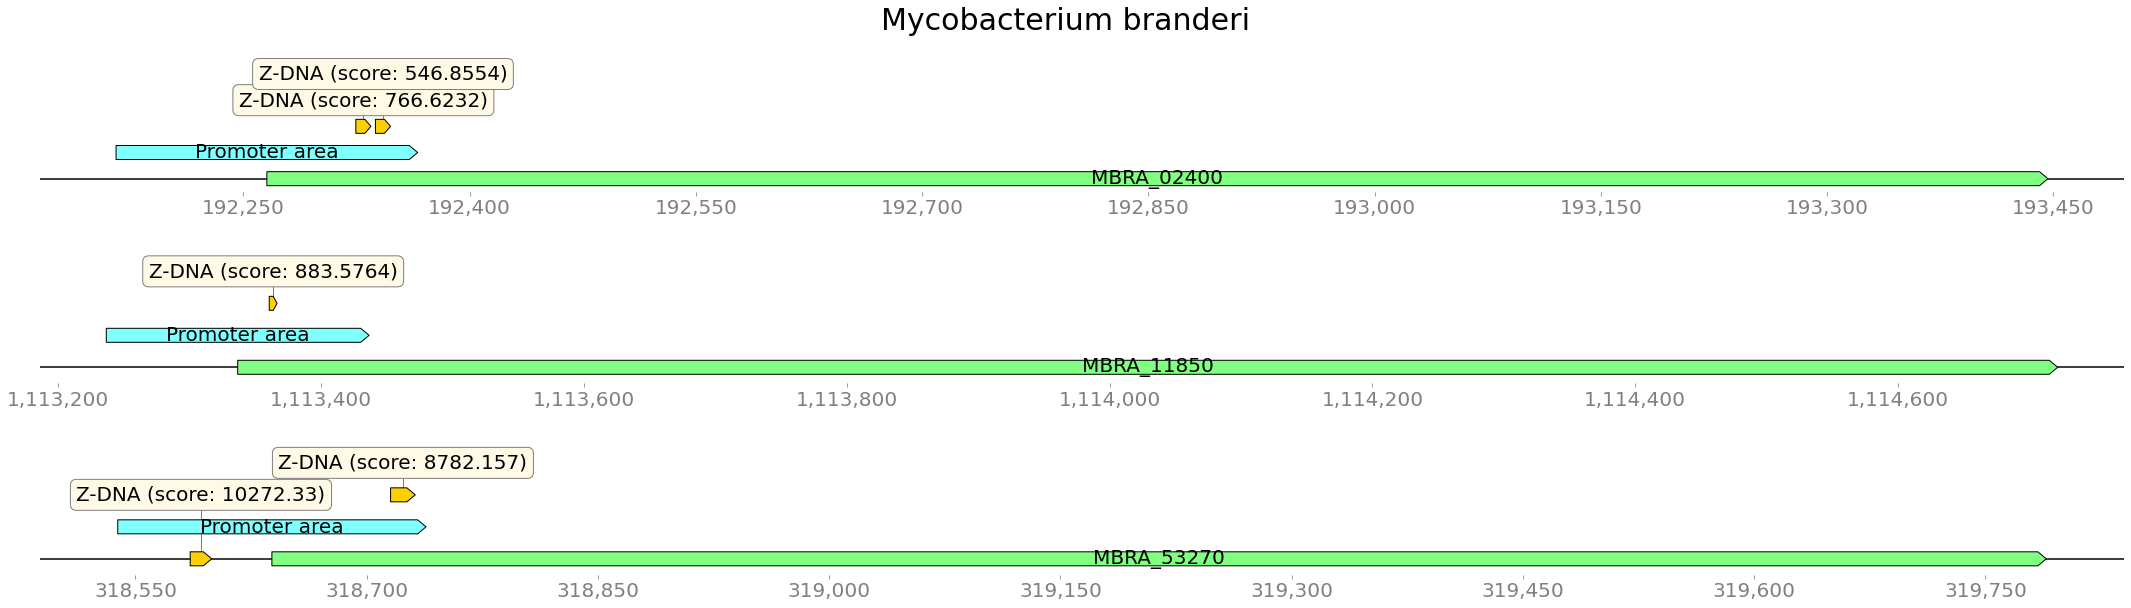 Mycobacterium branderi
Z-DNA (score: 546.8554)
Z-DNA (score: 766.6232)
Promoter area
MBRA_02400
192,250 192,400 192,550 192,700 192,850 193,000 193,150 193,300 193,450
Z-DNA (score: 883.5764)
Promoter area
MBRA_11850
1,113,200 1,113,400 1,113,600 1,113,800 1,114,000 1,114,200 1,114,400 1,114,600
Z-DNA (score: 8782.157)
Z-DNA (score: 10272.33)
Promoter area
MBRA_53270
318,550 318,700 318,850 319,000 319,150 319,300 319,450 319,600 319,750